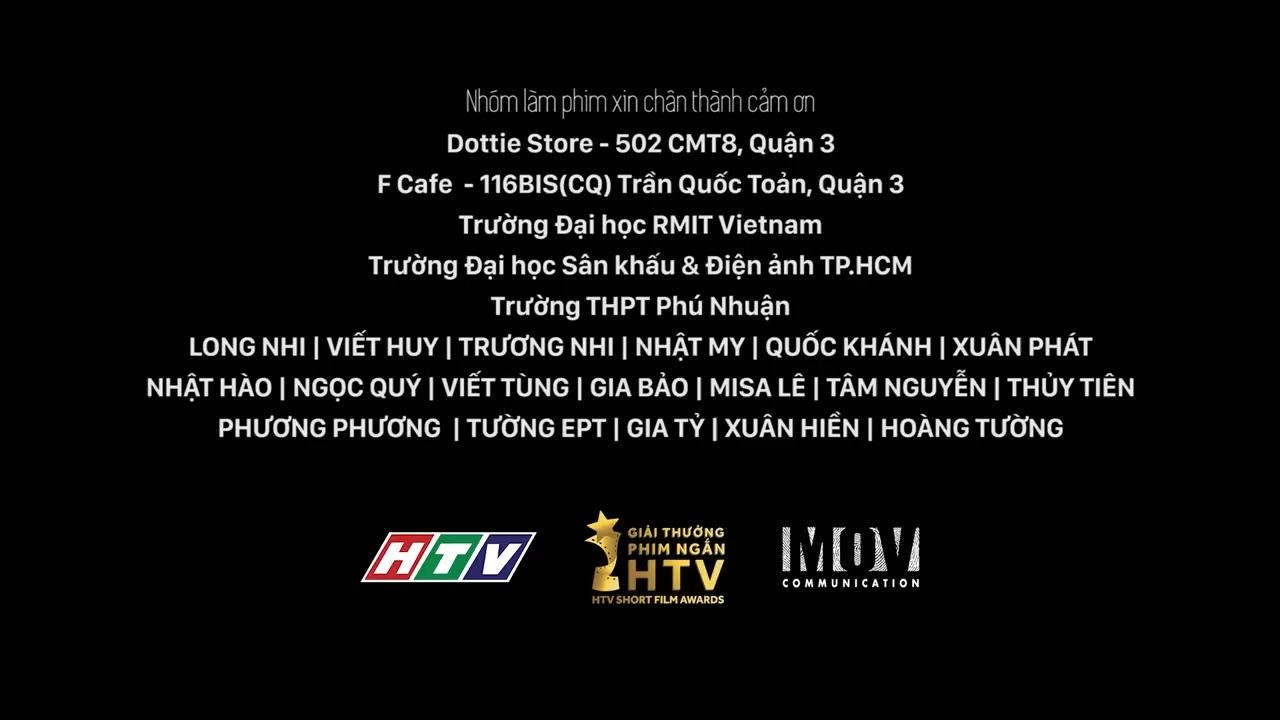 Nhóm làm phim xin chân thành cảm ơn
Dottie Store - 502 CMT8, Quận 3
F Cafe - 116BIS(CQ) Trần Quốc Toản, Quận 3
Trường Đại học RMIT Vietnam
Trường Đại học Sân khấu & Điện ảnh TP.HCM
Trường THPT Phú Nhuận
LONG NHI | VIẾT HUY | TRƯƠNG NHI | NHẬT MY | QUỐC KHÁNH | XUÂN PHÁT
NHẬT HÀO | NGỌC QUÝ | VIẾT TÙNG | GIA BẢO | MISA LÊ | TÂM NGUYỄN | THỦY TIÊN
PHƯƠNG PHƯƠNG | TƯỜNG EPT | GIA TỶ | XUÂN HIỀN | HOÀNG TƯỜNG
HTV
GIẢI THƯỞNG
PHIM NGẮN
HTV
HTV SHORT FILM AWARDS
MOV
COMMUNICATION